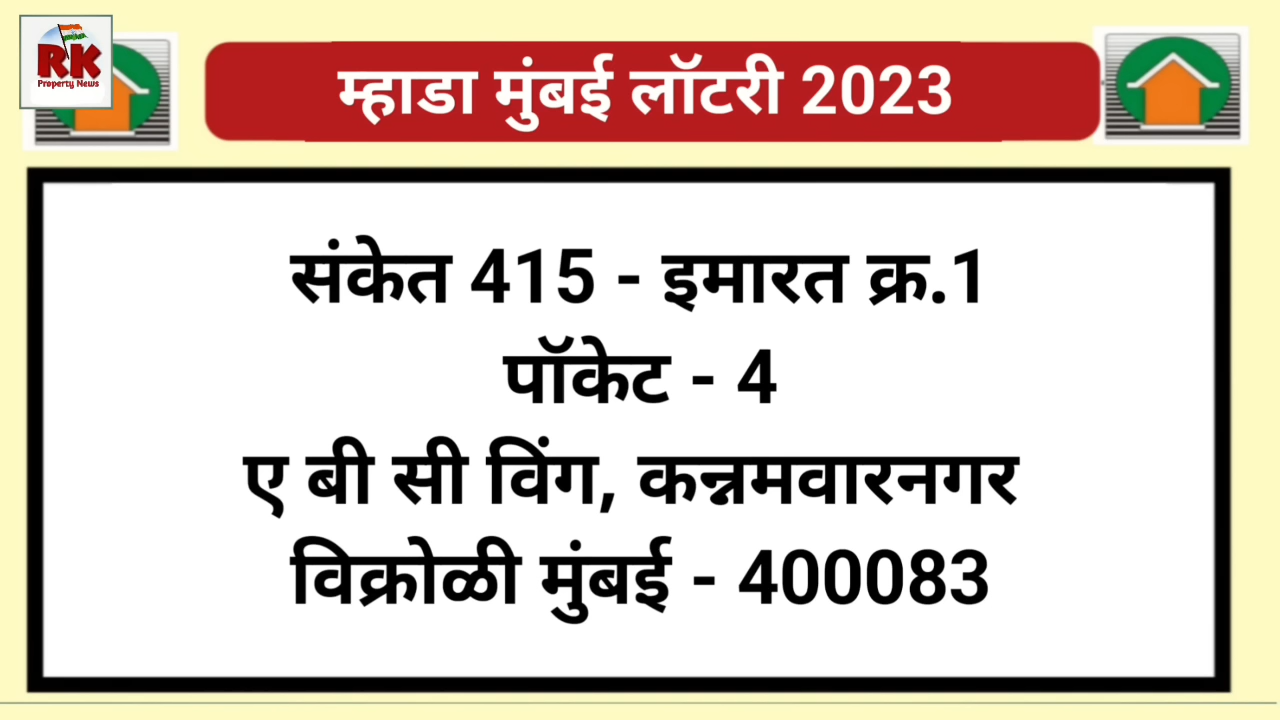 RK
Property News
म्हाडा मुंबई लॉटरी 2023
संकेत 415 - इमारत क्र.1
पॉकेट - 4
ए बी सी विंग, कन्नमवारनगर
विक्रोळी मुंबई - 400083